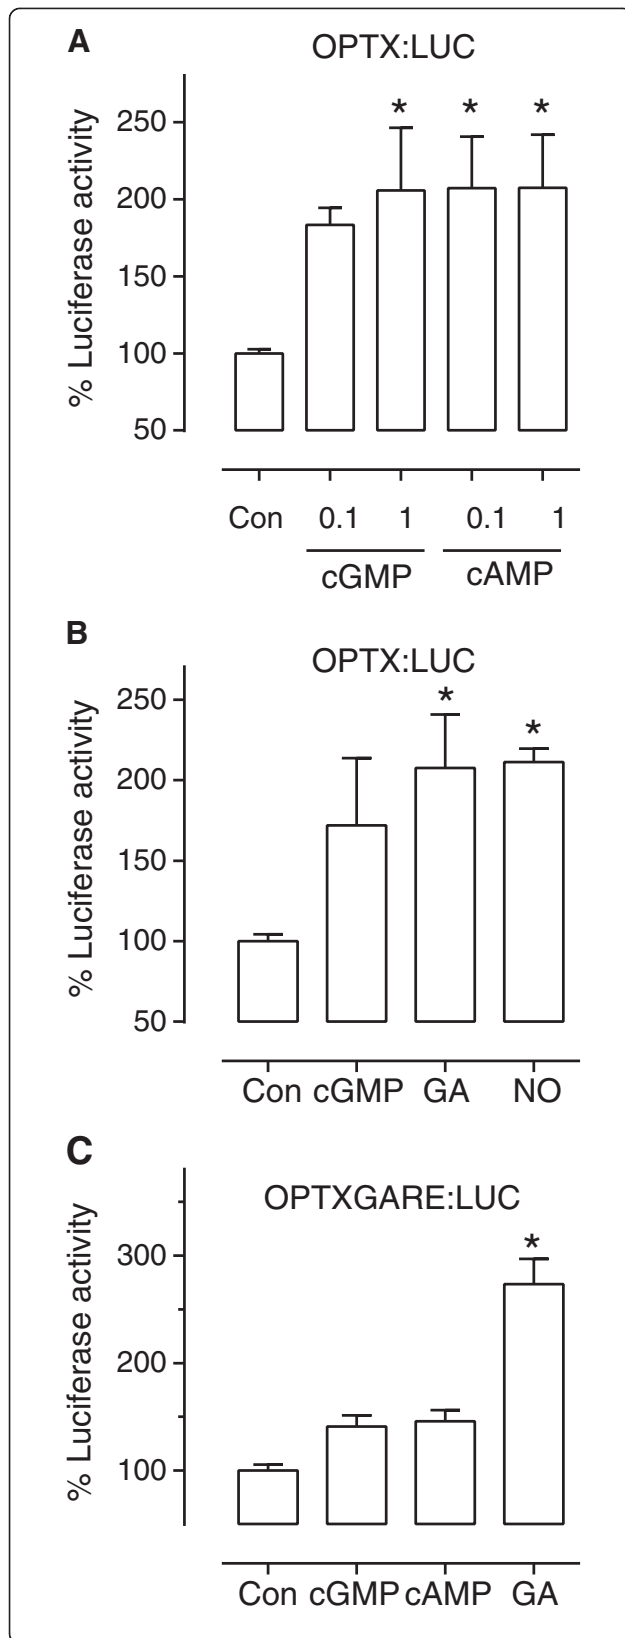 A
OPTX:LUC
* * *
% Luciferase activity
250
200
150
100
50
Con 0.1 1 0.1 1
cGMP cAMP
B
OPTX:LUC
* *
% Luciferase activity
250
200
150
100
50
Con cGMP GA NO
C
OPTXGARE:LUC
*
% Luciferase activity
300
200
100
Con cGMP cAMP GA